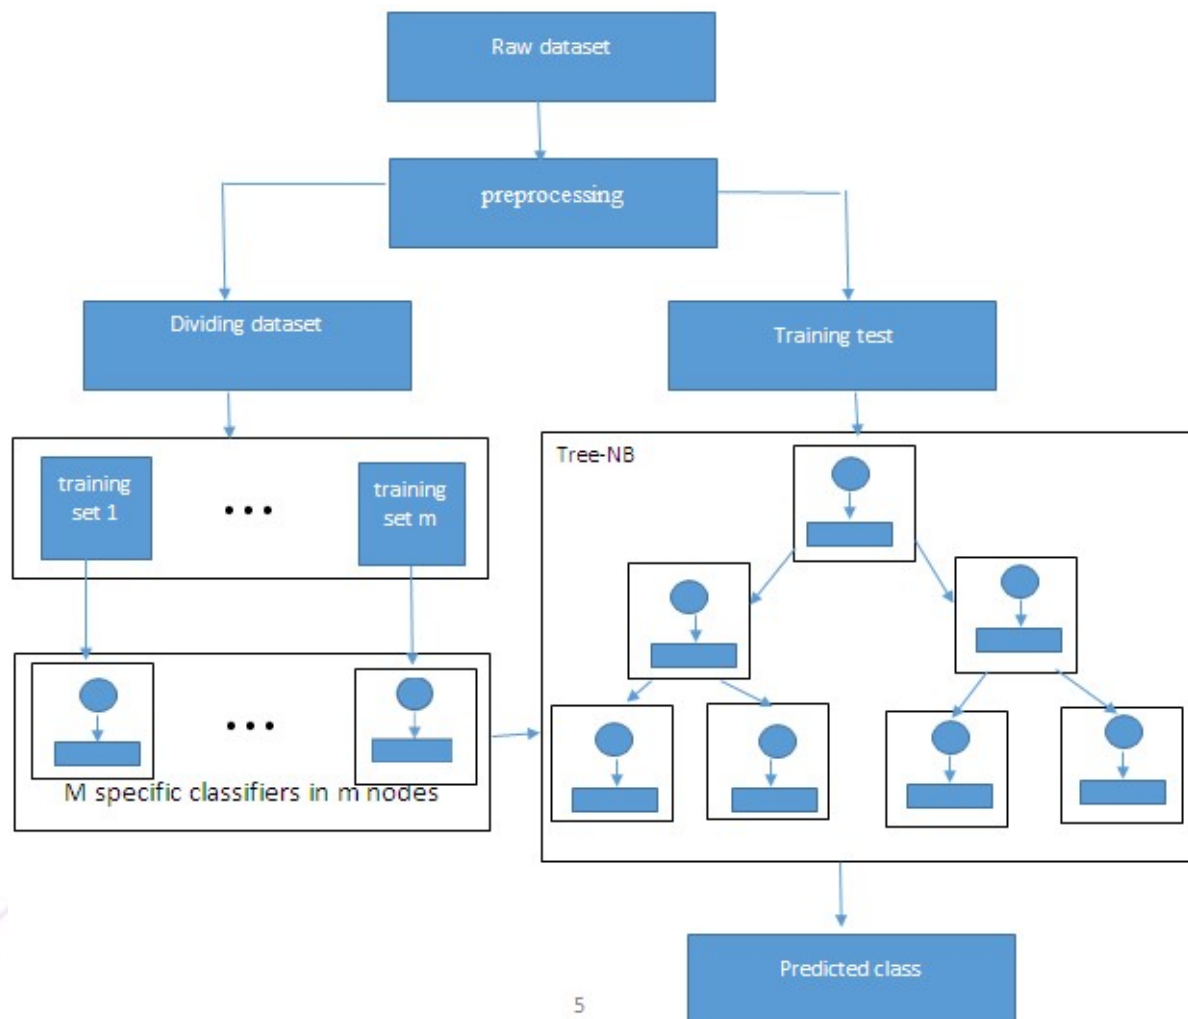 Raw dataset
preprocessing
Dividing dataset
Training test
training
set 1
• • •
training
set m
Tree-NB
• • •
M specific classifiers in m nodes
Predicted class
5